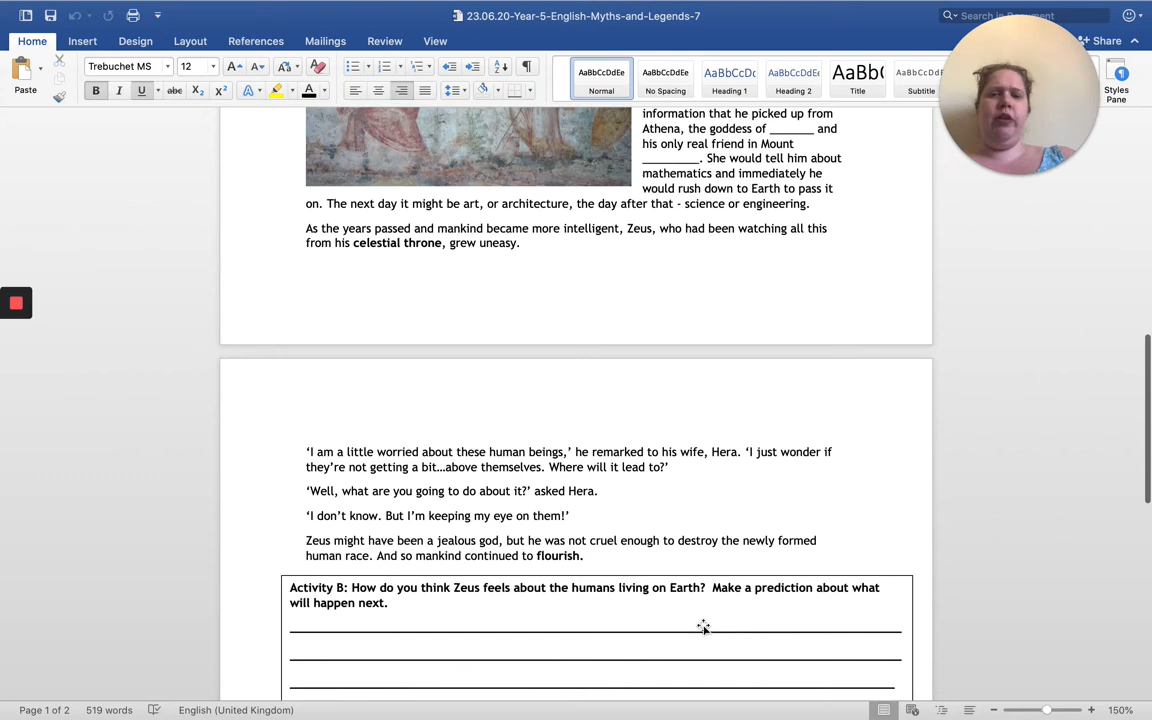 23.06.20-Year-5-English-Myths-and-Legends-7
Search in Document
Home Insert Design Layout References Mailings Review View
Share
Paste
Trebuchet MS 12
AaBbCcDdEe AaBbCcDdEe AaBbCcDc AaBbCcDdEe AaBb( AaBbCcDdEe
Normal No Spacing Heading 1 Heading 2 Title Subtitle
Styles
Pane
information that he picked up from
Athena, the goddess of _______ and
his only real friend in Mount
_________. She would tell him about
mathematics and immediately he
would rush down to Earth to pass it
on. The next day it might be art, or architecture, the day after that - science or engineering.
As the years passed and mankind became more intelligent, Zeus, who had been watching all this
from his celestial throne, grew uneasy.
‘I am a little worried about these human beings,’ he remarked to his wife, Hera. ‘I just wonder if
they’re not getting a bit…above themselves. Where will it lead to?’
‘Well, what are you going to do about it?’ asked Hera.
‘I don’t know. But I’m keeping my eye on them!’
Zeus might have been a jealous god, but he was not cruel enough to destroy the newly formed
human race. And so mankind continued to flourish.
Activity B: How do you think Zeus feels about the humans living on Earth? Make a prediction about what
will happen next.
Page 1 of 2 519 words English (United Kingdom) 150%